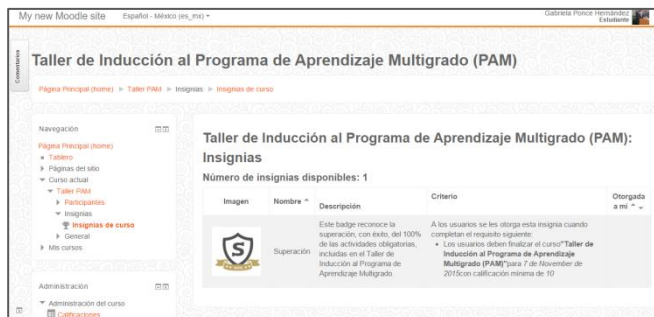 My new Moodle site Español - México (es_mx)
Gabriela Ponce Hernández
Estudiante
Comentarios
Taller de Inducción al Programa de Aprendizaje Multigrado (PAM)
Página Principal (home) Taller PAM Insignias Insignias de curso
Navegación
Página Principal (home)
Tablero
Páginas del sitio
Curso actual
Taller PAM
Participantes
Insignias
Insignias de curso
General
Mis cursos
Administración
Administración del curso
Calificaciones
Taller de Inducción al Programa de Aprendizaje Multigrado (PAM):
Insignias
Número de insignias disponibles: 1
Imagen Nombre Descripción Criterio Otorgada
a mí
S
Superación
Este badge reconoce la
superación, con éxito, del 100%
de las actividades obligatorias,
incluidas en el Taller de
Inducción al Programa de
Aprendizaje Multigrado.
A los usuarios se les otorga esta insignia cuando
completan el requisito siguiente:
Los usuarios deben finalizar el curso"Taller de
Inducción al Programa de Aprendizaje
Multigrado (PAM)"para 7 de November de
2015con calificación mínima de 10